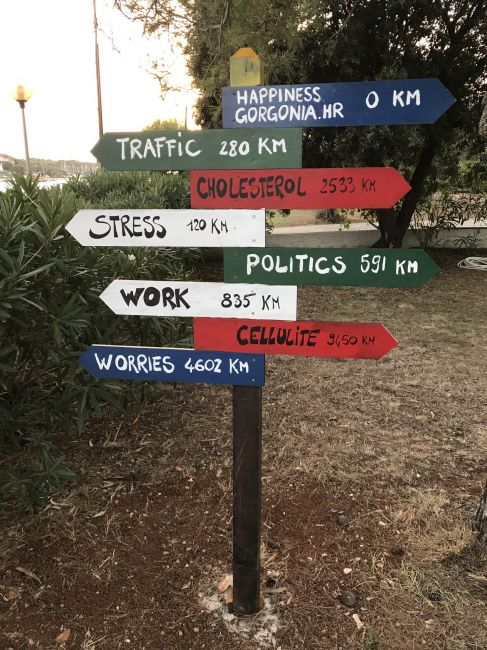 HAPPINESS
GORGONIA.HR 0 KM
TRAFFIC 280 KM
CHOLESTEROL 2533 KM
STRESS 120 KM
POLITICS 591 KM
WORK 835 KM
CELLULITE 9450 KM
WORRIES 4602 KM